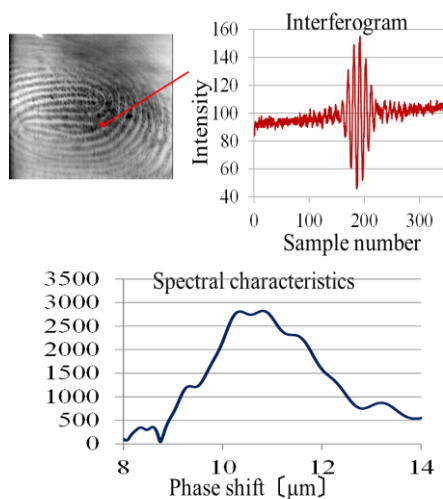 Interferogram
160
140
120
100
80
60
40
Intensity
0 100 200 300
Sample number
Spectral characteristics
3500
3000
2500
2000
1500
1000
500
0
8 10 12 14
Phase shift [μm]